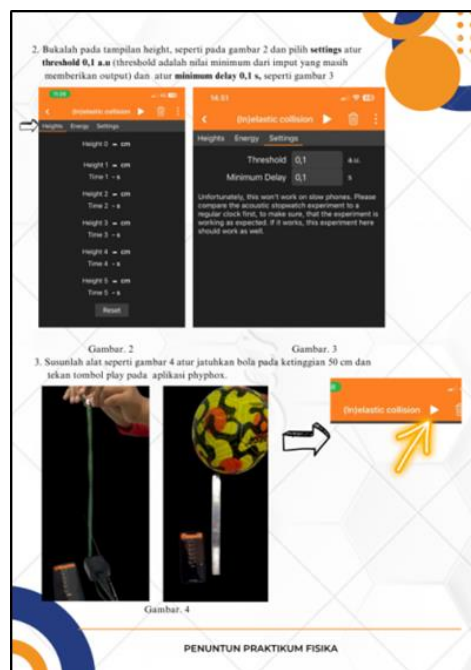 2. Bukalah pada tampilan height, seperti pada gambar 2 dan pilih settings atur
threshold 0,1 a.u (threshold adalah nilai minimum dari imput yang masih
memberikan output) dan atur minimum delay 0,1 s, seperti gambar 3
(In)elastic collision
Heights Energy Settings
Height 0 - cm
Height 1 - cm
Time 1 - s
Height 2 - cm
Time 2 - s
Height 3 - cm
Time 3 - s
Height 4 - cm
Time 4 - s
Height 5 - cm
Time 5 - s
Reset
14.51
(In)elastic collision
Heights Energy Settings
Threshold 0,1 a.u.
Minimum Delay 0,1 s
Unfortunately, this won't work on slow phones. Please
compare the acoustic stopwatch experiment to a
regular clock first, to make sure, that the experiment is
working as expected. If it works, this experiment here
should work as well.
Gambar. 2
Gambar. 3
3. Susunlah alat seperti gambar 4 atur jatuhkan bola pada ketinggian 50 cm dan
tekan tombol play pada aplikasi phyphox.
(In)elastic collision
Gambar. 4
PENUNTUN PRAKTIKUM FISIKA